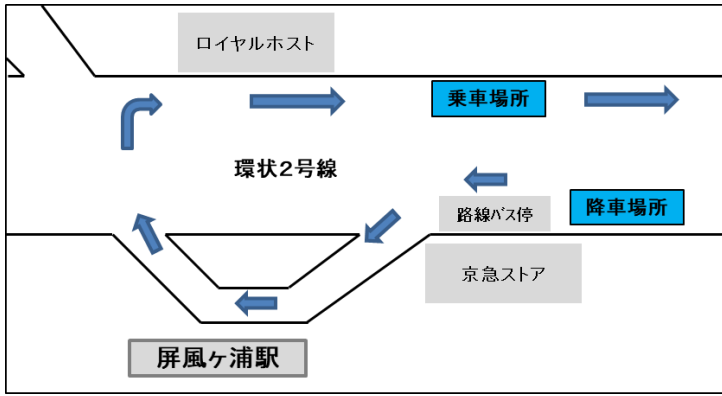 ロイヤルホスト
乗車場所
環状2号線
路線バス停
降車場所
京急ストア
屏風ヶ浦駅